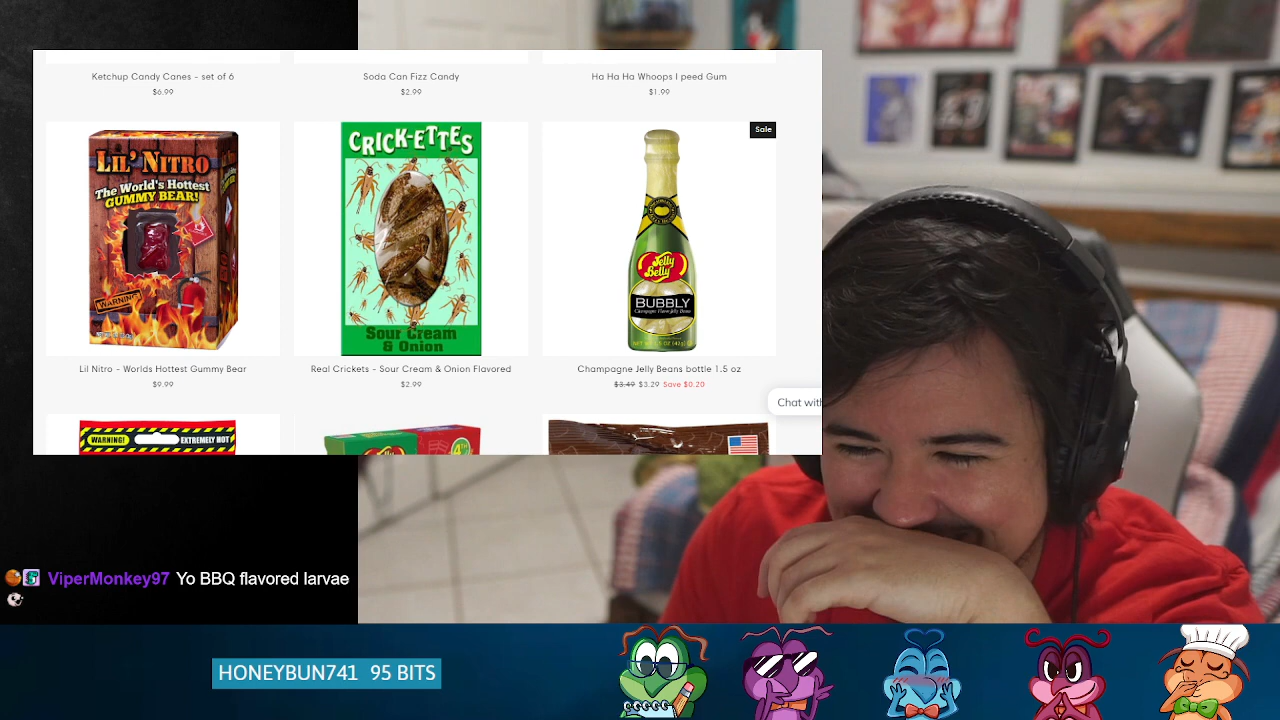 Ketchup Candy Canes - set of 6
$6.99
Soda Can Fizz Candy
$2.99
Ha Ha Ha Whoops I peed Gum
$1.99
LIL' NITRO
The World's Hottest
GUMMY BEAR!
WARNING!
CRICK-ETTES
Sour Cream
& Onion
Sale
Jelly
Belly
BUBBLY
Lil Nitro - Worlds Hottest Gummy Bear
$9.99
Real Crickets - Sour Cream & Onion Flavored
$2.99
Champagne Jelly Beans bottle 1.5 oz
$3.49 $3.29 Save $0.20
Chat with
WARNING!
EXTREMELY HOT
4TH
ViperMonkey97 Yo BBQ flavored larvae
HONEYBUN741 95 BITS